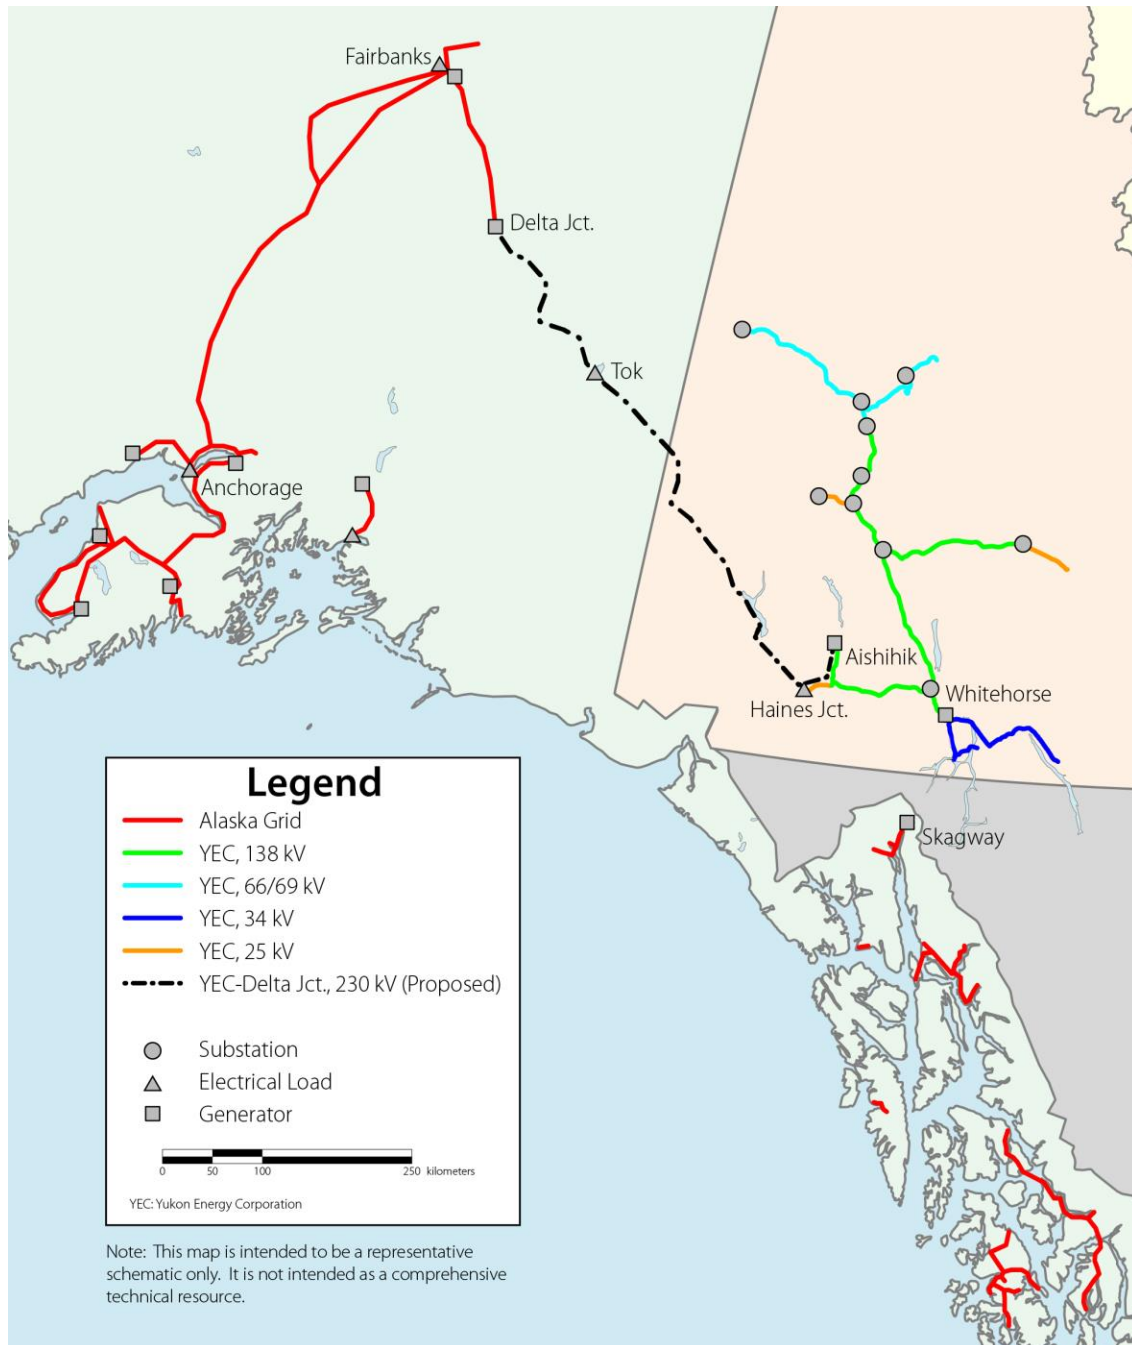 Fairbanks
Delta Jct.
Tok
Anchorage
Aishihik
Whitehorse
Haines Jct.
Skagway
Legend
Alaska Grid
YEC, 138 kV
YEC, 66/69 kV
YEC, 34 kV
YEC, 25 kV
YEC-Delta Jct., 230 kV (Proposed)
Substation
Electrical Load
Generator
0 50 100 250 kilometers
YEC: Yukon Energy Corporation
Note: This map is intended to be a representative
schematic only. It is not intended as a comprehensive
technical resource.